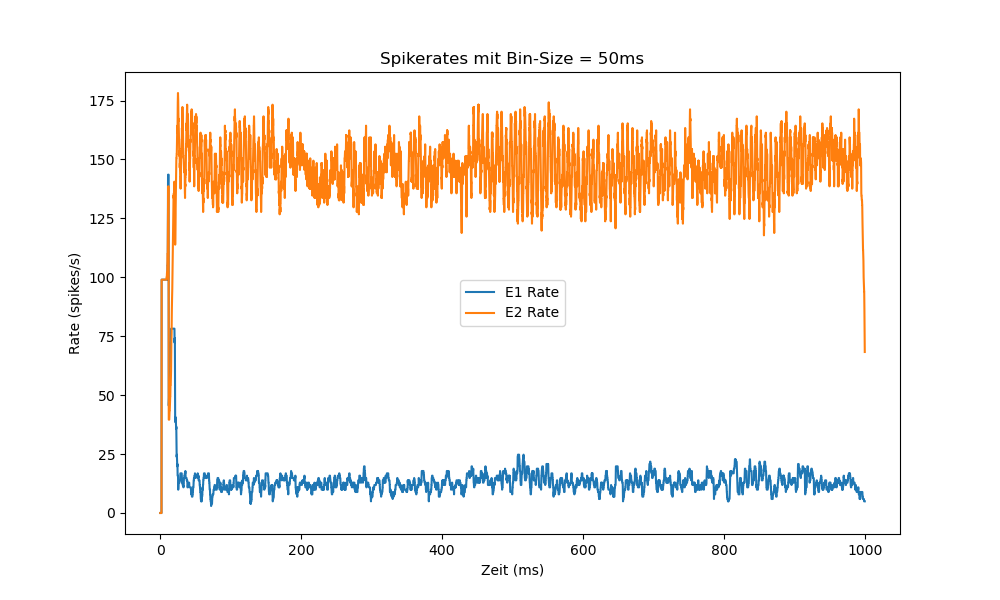 Spikerates mit Bin-Size = 50ms
Rate (spikes/s)
175
150
125
100
75
50
25
0
E1 Rate
E2 Rate
0 200 400 600 800 1000
Zeit (ms)